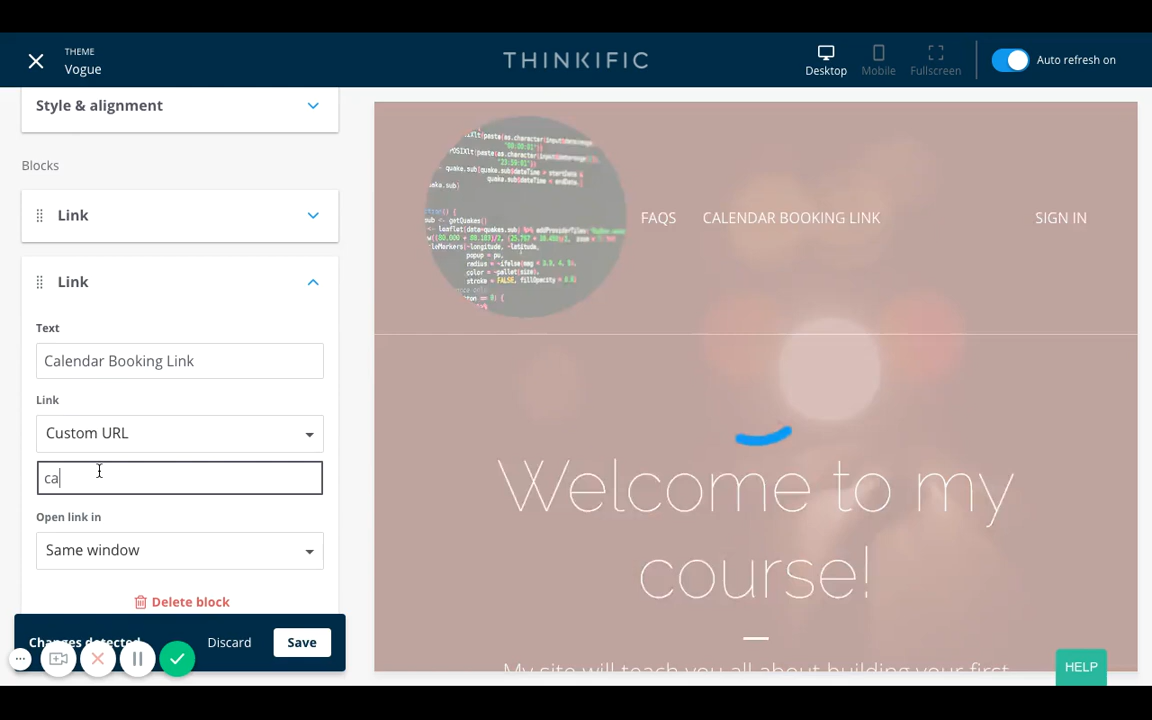 THEME
Vogue
THINKIFIC
Desktop
Mobile
Fullscreen
Auto refresh on
Style & alignment
Blocks
Link
Link
Text
Calendar Booking Link
Link
Custom URL
ca
Open link in
Same window
Delete block
Changes detected
Discard
Save
FAQS
CALENDAR BOOKING LINK
SIGN IN
Welcome to my
course!
My site will teach you all about building your first
HELP